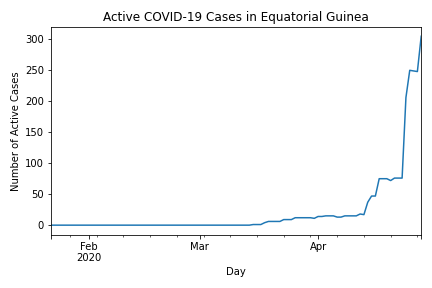 Active COVID-19 Cases in Equatorial Guinea
300
250
200
150
100
50
0
Number of Active Cases
Feb
2020
Mar
Apr
Day